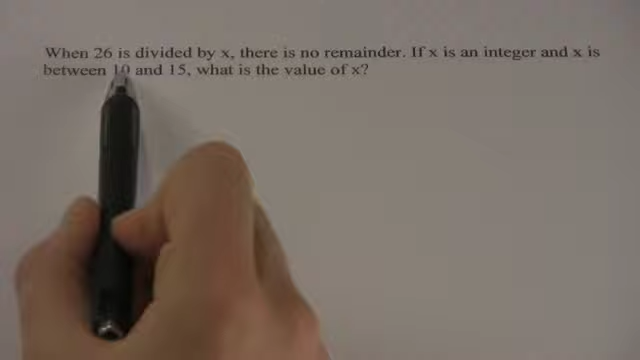 When 26 is divided by x, there is no remainder. If x is an integer and x is
between 10 and 15, what is the value of x?